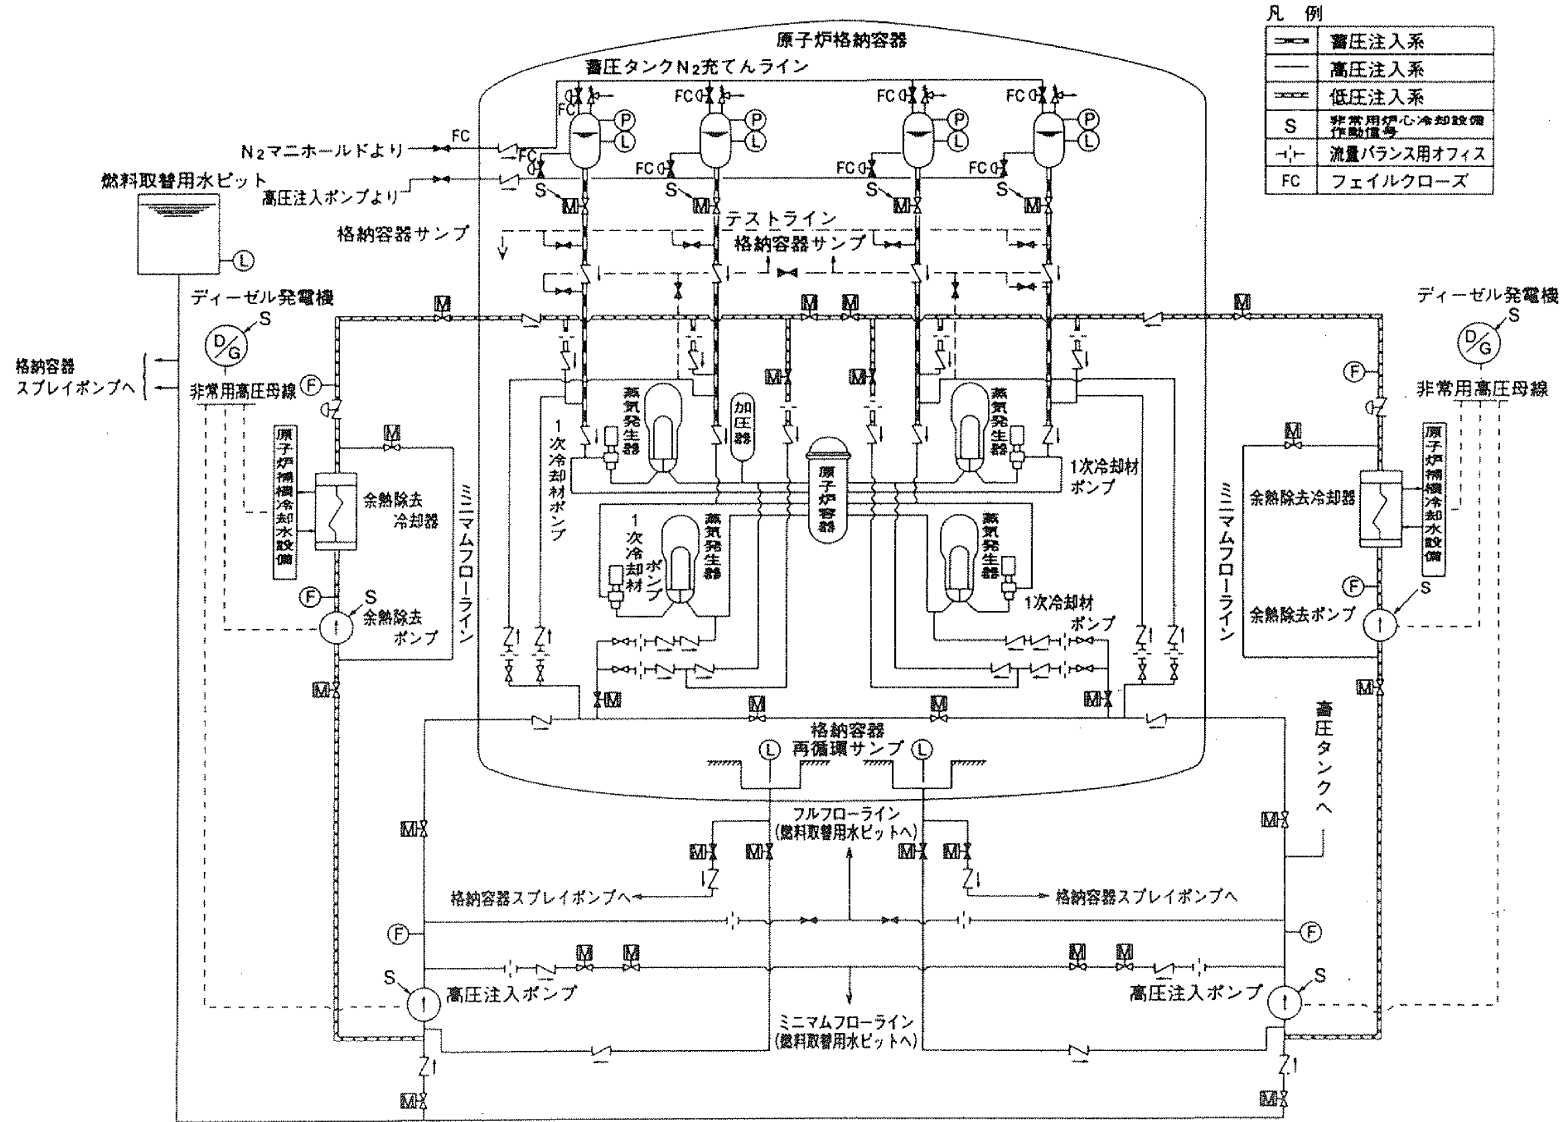 凡 例
蓄圧注入系
高圧注入系
低圧注入系
S 非常用炉心冷却設備
作動信号
流量バランス用オフィス
FC フェイルクローズ
原子炉格納容器
蓄圧タンクN2充てんライン
FC
FC
FC
FC
P
L
P
L
P
L
P
L
FC
N2マニホールドより
FC
FC
FC
FC
燃料取替用水ピット
高圧注入ポンプより
S
S
S
S
M
M
M
M
テストライン
格納容器サンプ
格納容器サンプ
L
ディーゼル発電機
S
D/G
ディーゼル発電機
S
D/G
M
M
M
M
格納容器
スプレイポンプへ
F
非常用高圧母線
F
非常用高圧母線
M
M
蒸気発生器
加圧器
蒸気発生器
1次冷却材ポンプ
1次冷却材
ポンプ
原子炉容器
M
M
原子炉補機冷却水設備
余熱除去
冷却器
ミニマムフローライン
ミニマムフローライン
余熱除去冷却器
原子炉補機冷却水設備
1次冷却材
ポンプ
蒸気発生器
蒸気発生器
1次冷却材
ポンプ
F
S
余熱除去
ポンプ
F
S
余熱除去ポンプ
M
M
M
M
M
M
格納容器
再循環サンプ
L
L
蓄圧タンクへ
フルフローライン
(燃料取替用水ピットへ)
M
M
M
M
M
M
格納容器スプレイポンプへ
格納容器スプレイポンプへ
F
F
M
M
M
M
S
高圧注入ポンプ
高圧注入ポンプ
S
ミニマムフローライン
(燃料取替用水ピットへ)
M
M